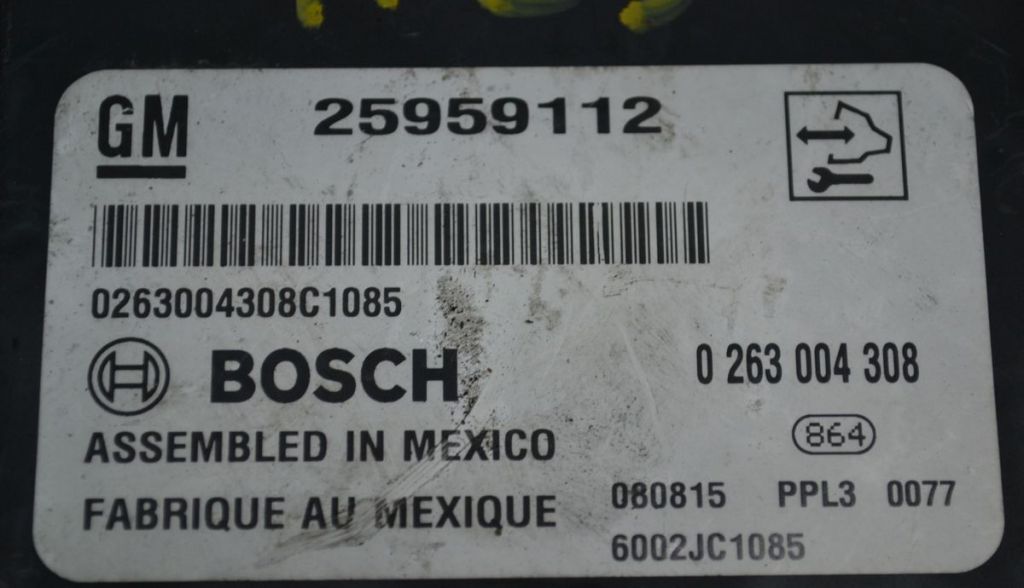 GM 25959112
0263004308C1085
BOSCH 0 263 004 308
ASSEMBLED IN MEXICO 864
FABRIQUE AU MEXIQUE 080815 PPL3 0077
6002JC1085